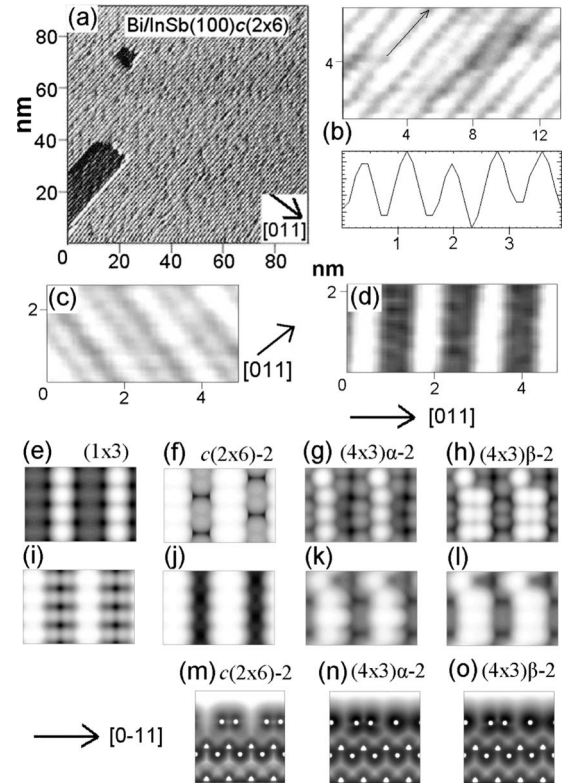 (a)
Bi/InSb(100)c(2x6)
80
60
nm
40
20
[011]
0 20 40 60 80
4
4 8 12
(b)
1 2 3
nm
(c)
2
0 2 4
[011]
(d)
2
0 2 4
[011]
(e) (1x3)
(f) c(2x6)-2
(g) (4x3)α-2
(h) (4x3)β-2
(i)
(j)
(k)
(l)
(m) c(2x6)-2
(n) (4x3)α-2
(o) (4x3)β-2
[0-11]